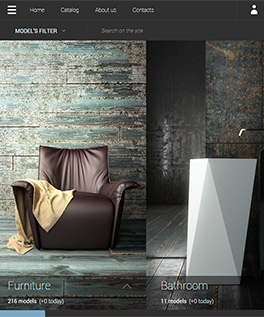 Home Catalog About us Contacts
MODEL'S FILTER Search on the site
Furniture
216 models (+0 today)
Bathroom
11 models (+0 today)